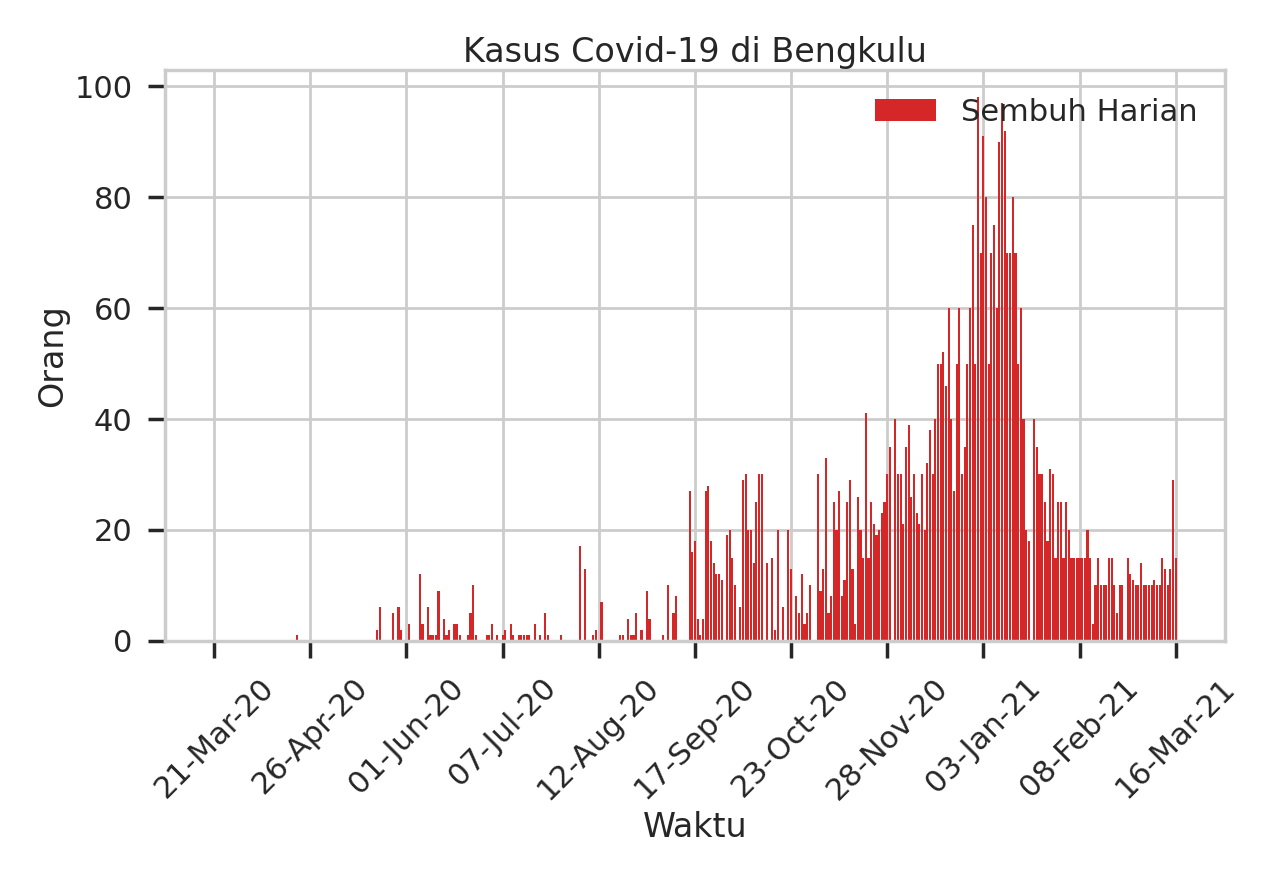 Kasus Covid-19 di Bengkulu
Sembuh Harian
Orang
100
80
60
40
20
0
21-Mar-20
26-Apr-20
01-Jun-20
07-Jul-20
12-Aug-20
17-Sep-20
23-Oct-20
28-Nov-20
03-Jan-21
08-Feb-21
16-Mar-21
Waktu